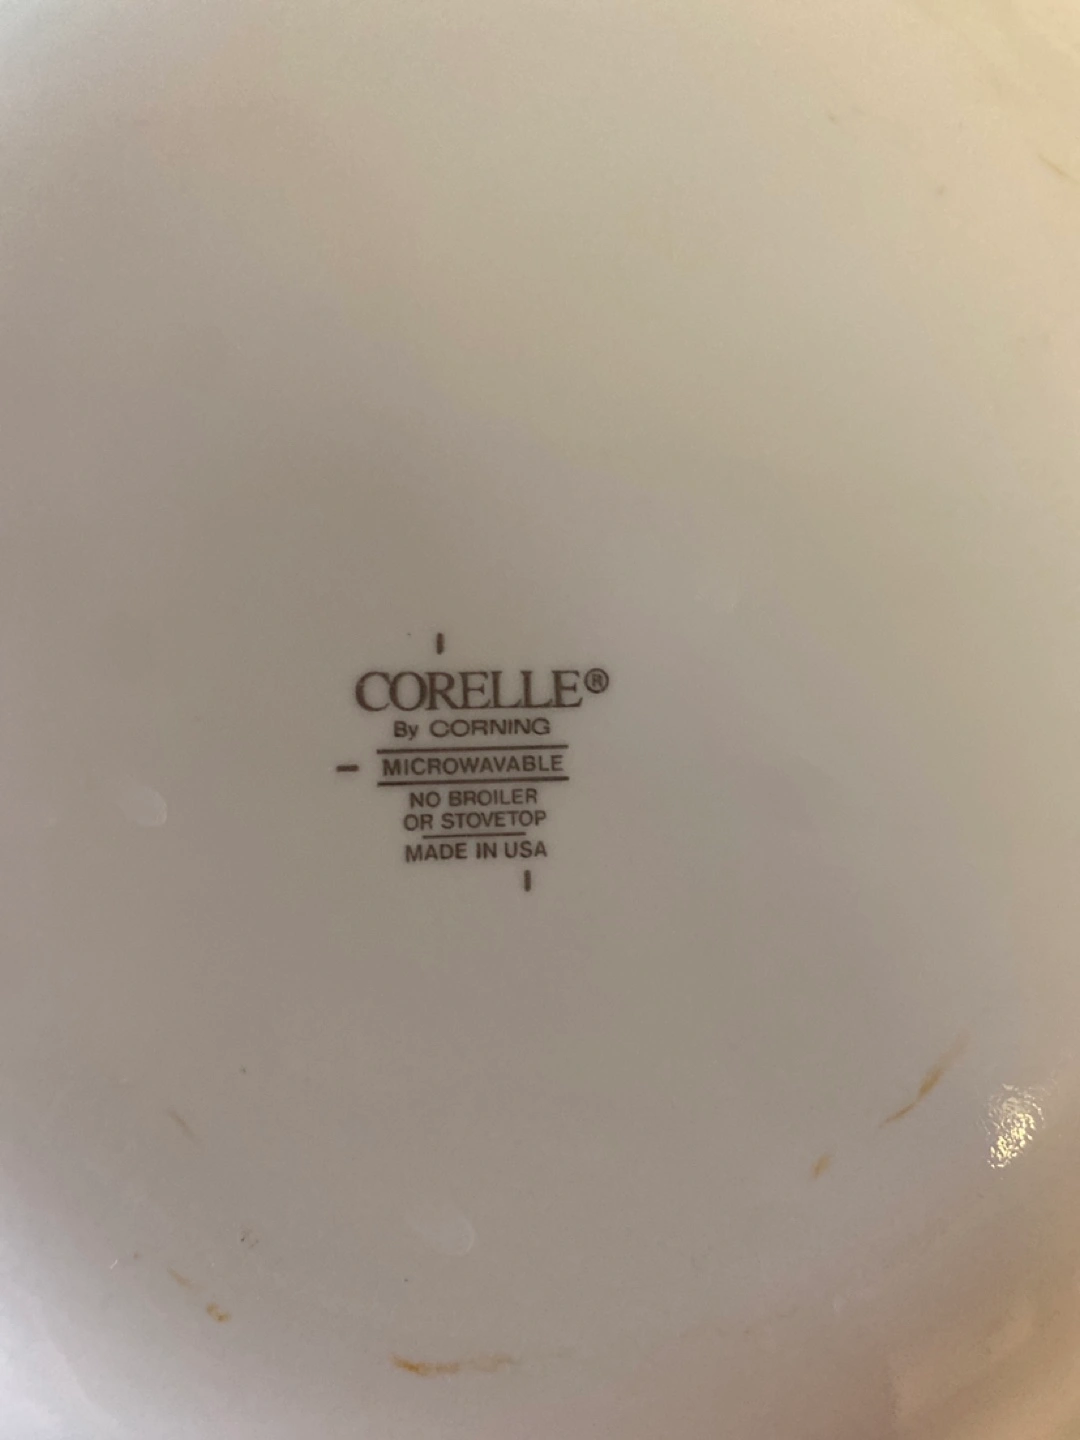 CORELLE®
By CORNING
MICROWAVABLE
NO BROILER
OR STOVETOP
MADE IN USA